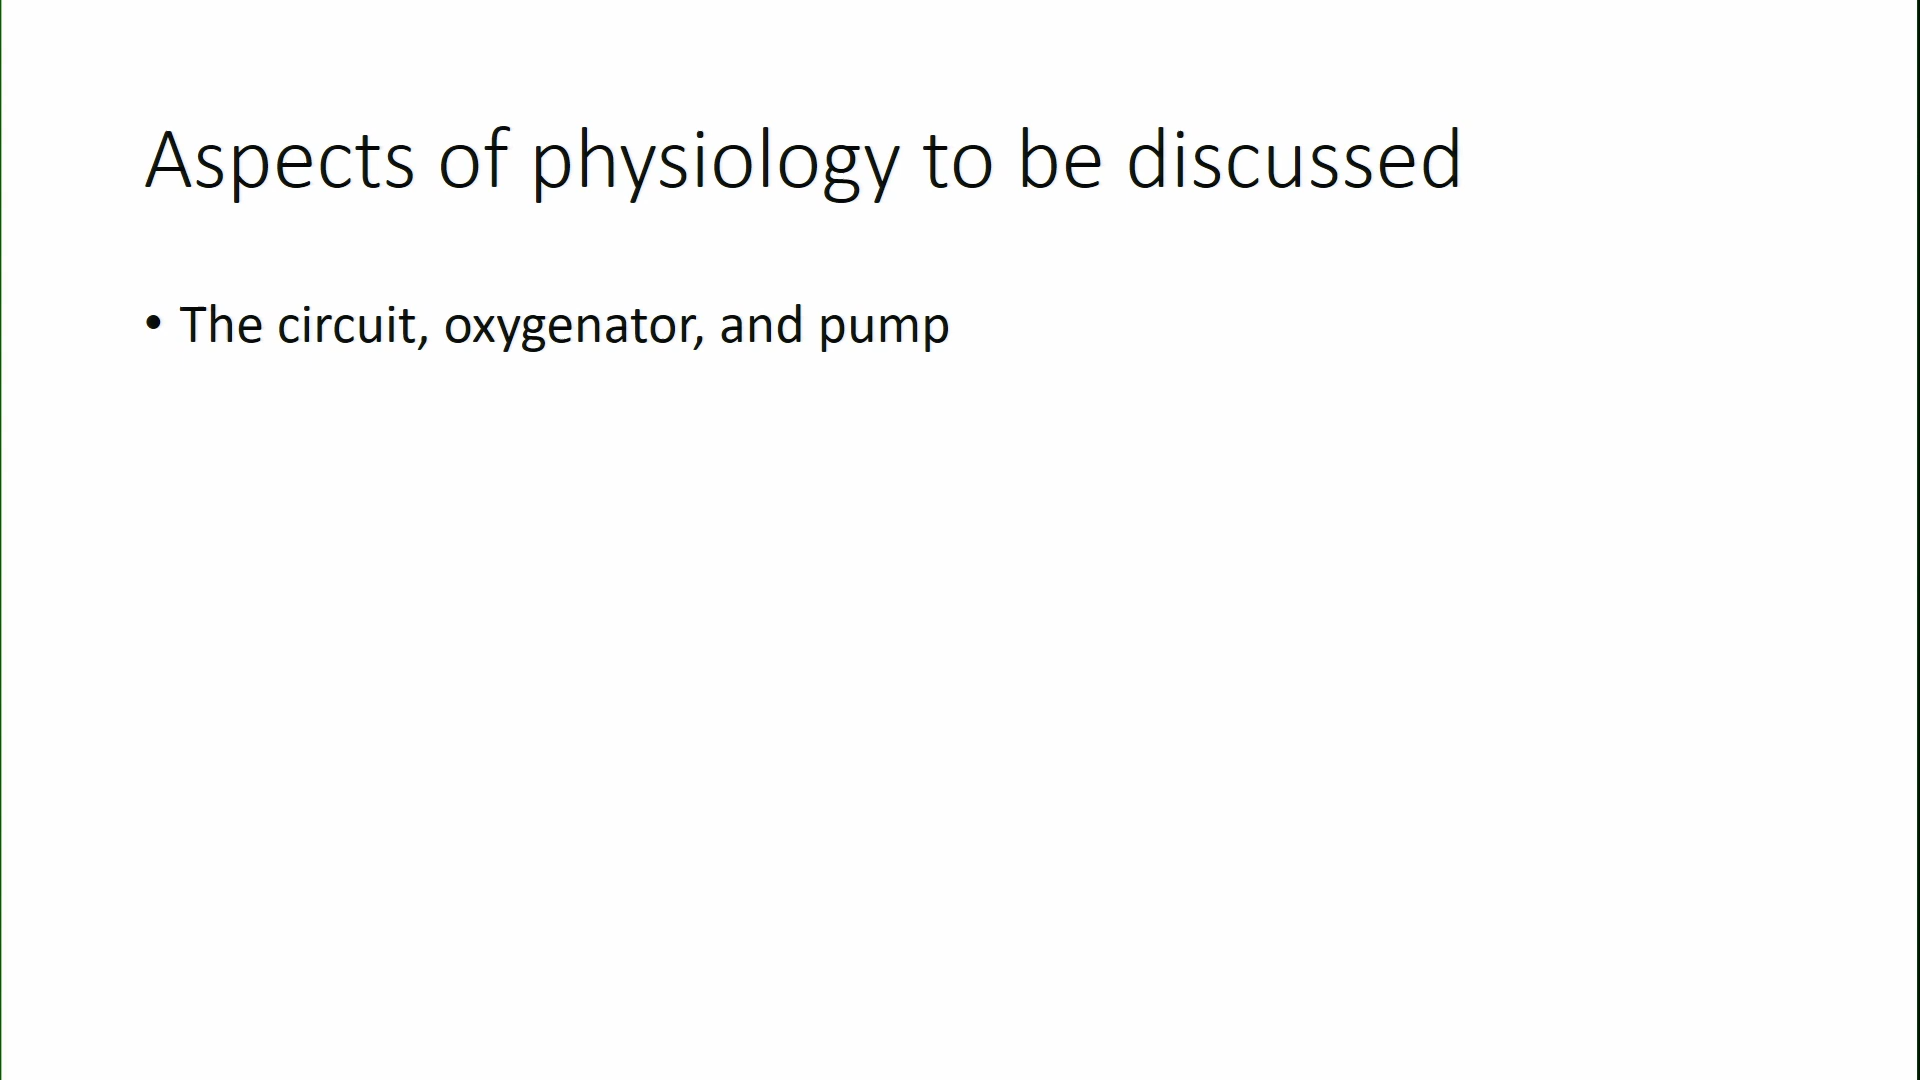 Aspects of physiology to be discussed
• The circuit, oxygenator, and pump